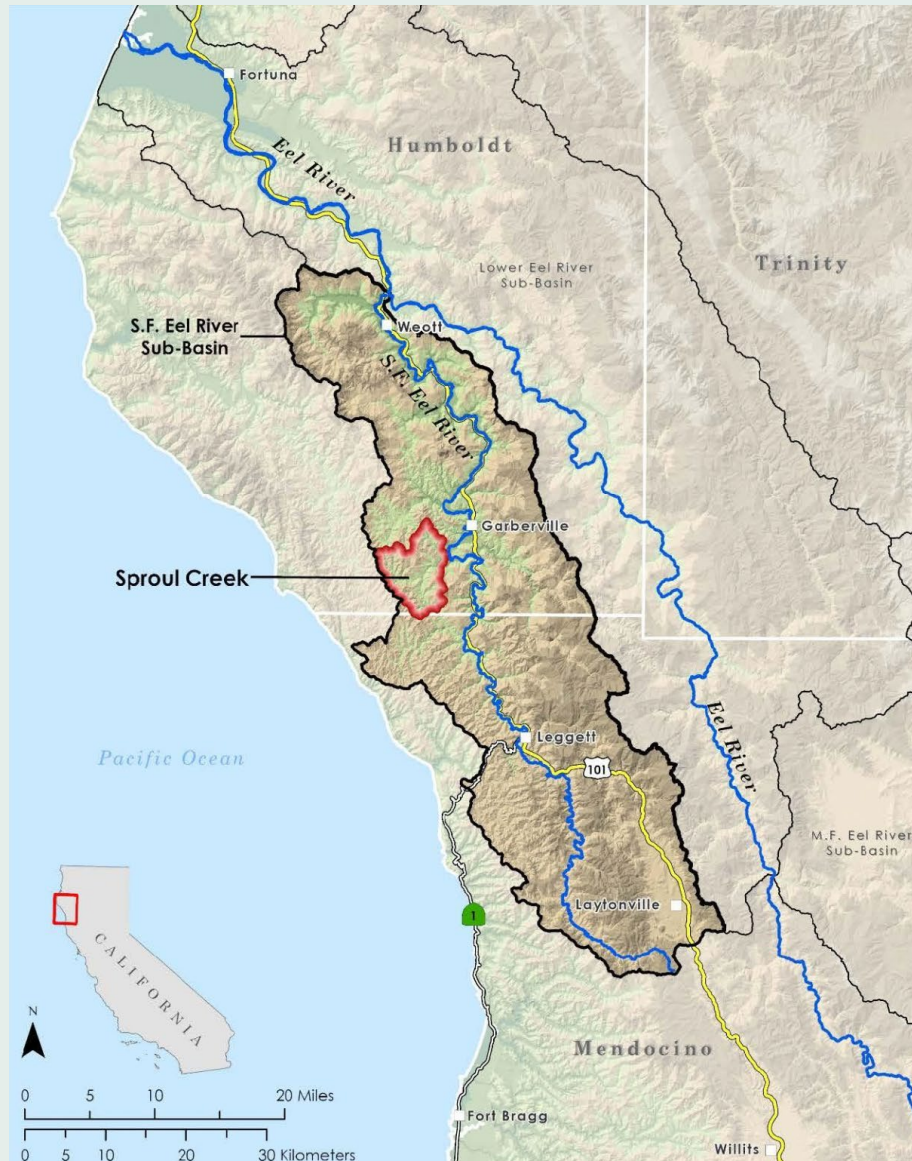 Fortuna
Humboldt
Eel River
Trinity
Lower Eel River
Sub-Basin
S.F. Eel River
Sub-Basin
Weott
S.F. Eel River
Garberville
Sproul Creek
Eel River
Leggett
Pacific Ocean
101
M.F. Eel River
Sub-Basin
Laytonville
1
CALIFORNIA
N
Mendocino
0 5 10 20 Miles
Fort Bragg
0 5 10 20 30 Kilometers
Willits